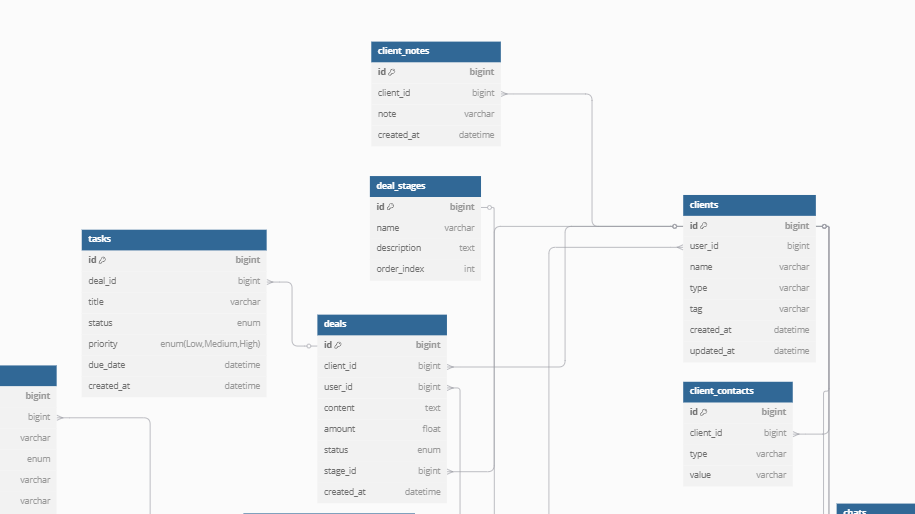 client_notes
id bigint
client_id bigint
note varchar
created_at datetime
deal_stages
id bigint
name varchar
description text
order_index int
clients
id bigint
user_id bigint
name varchar
type varchar
tag varchar
created_at datetime
updated_at datetime
tasks
id bigint
deal_id bigint
title varchar
status enum
priority enum(Low,Medium,High)
due_date datetime
created_at datetime
deals
id bigint
client_id bigint
user_id bigint
content text
amount float
status enum
stage_id bigint
created_at datetime
bigint
bigint
varchar
enum
varchar
varchar
client_contacts
id bigint
client_id bigint
type varchar
value varchar
chats